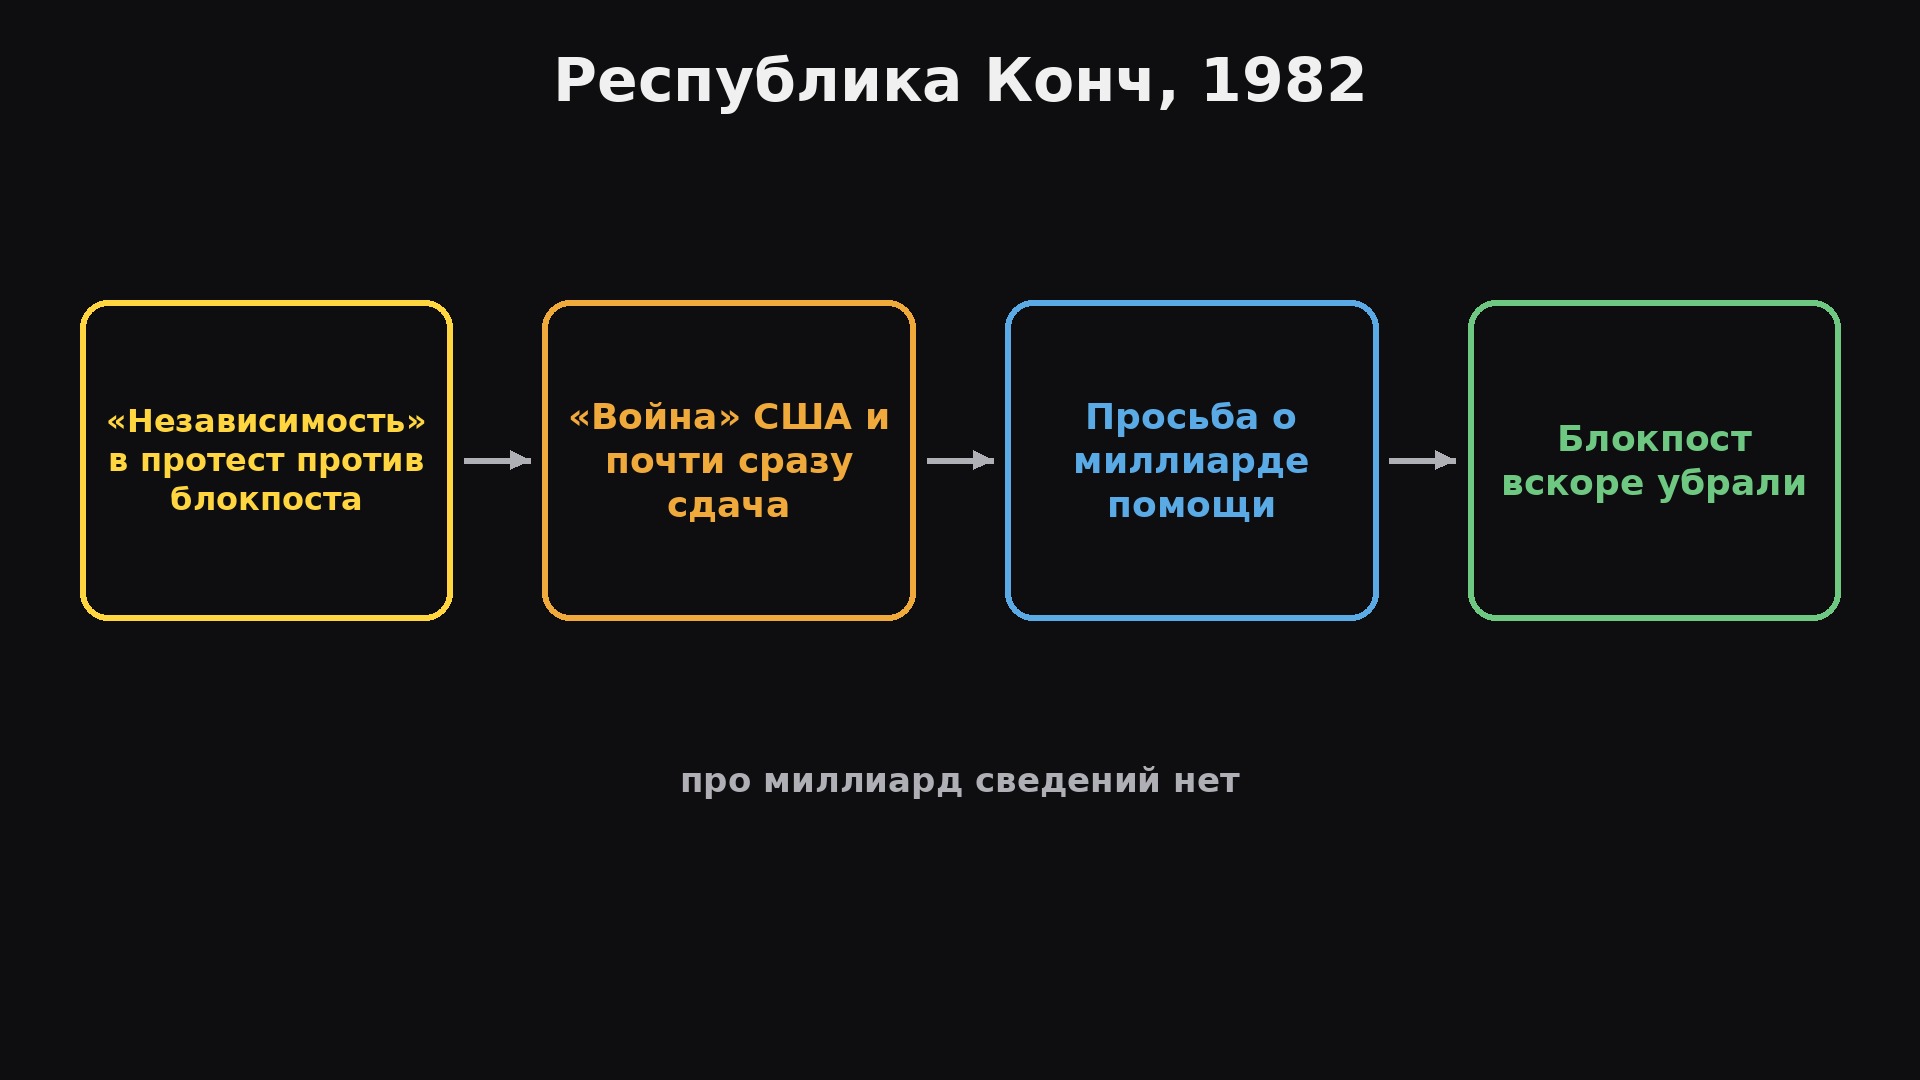 Республика Конч, 1982
«Независимость»
в протест против
блокпоста
«Война» США и
почти сразу
сдача
Просьба о
миллиарде
помощи
Блокпост
вскоре убрали
про миллиард сведений нет